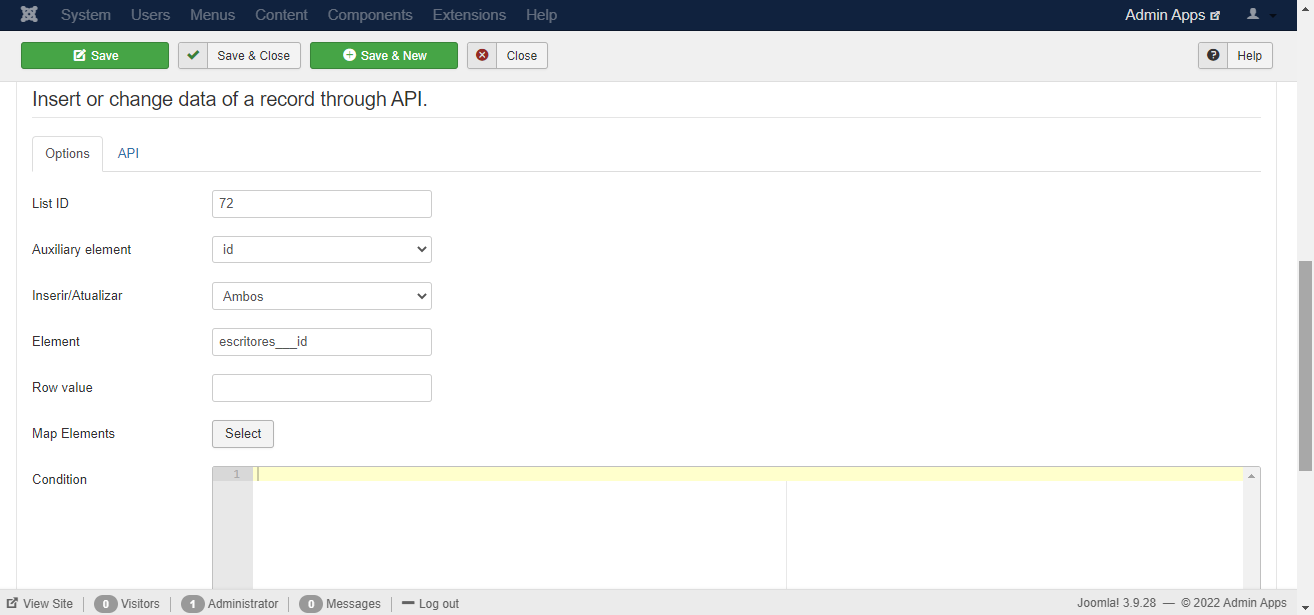 System Users Menus Content Components Extensions Help Admin Apps
Save Save & Close Save & New Close Help
Insert or change data of a record through API.
Options API
List ID 72
Auxiliary element id
Inserir/Atualizar Ambos
Element escritores___id
Row value
Map Elements Select
Condition 1
View Site 0 Visitors 1 Administrator 0 Messages Log out Joomla! 3.9.28 — © 2022 Admin Apps